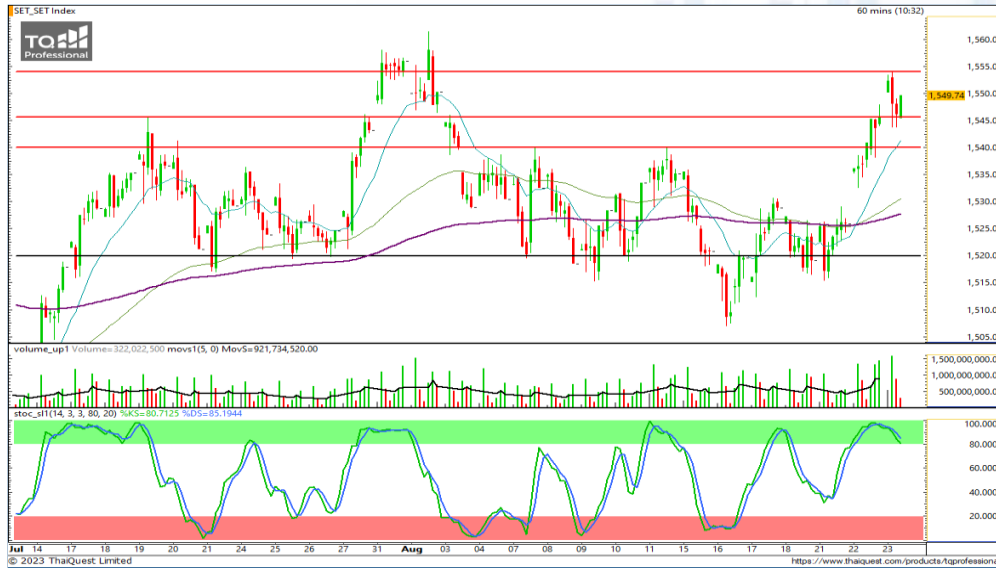 SET_SET Index 60 mins (10:32)
TQ
Professional
1,560.0
1,555.0
1,549.74 1,550.0
1,545.0
1,540.0
1,535.0
1,530.0
1,525.0
1,520.0
1,515.0
1,510.0
1,505.0
volume_up1 Volume=322,022,500 movs1(5, 0) MovS=921,734,520.00
1,500,000,000.0
1,000,000,000.0
500,000,000.0
stoc_sl1(14, 3, 3, 80, 20) %KS=80.7125 %DS=85.1944
100.000
80.000
60.000
40.000
20.000
Jul 14 17 18 19 20 21 24 25 26 27 31 Aug 03 04 07 08 09 10 11 15 16 17 18 21 22 23
© 2023 ThaiQuest Limited https://www.thaiquest.com/products/tqprofessional